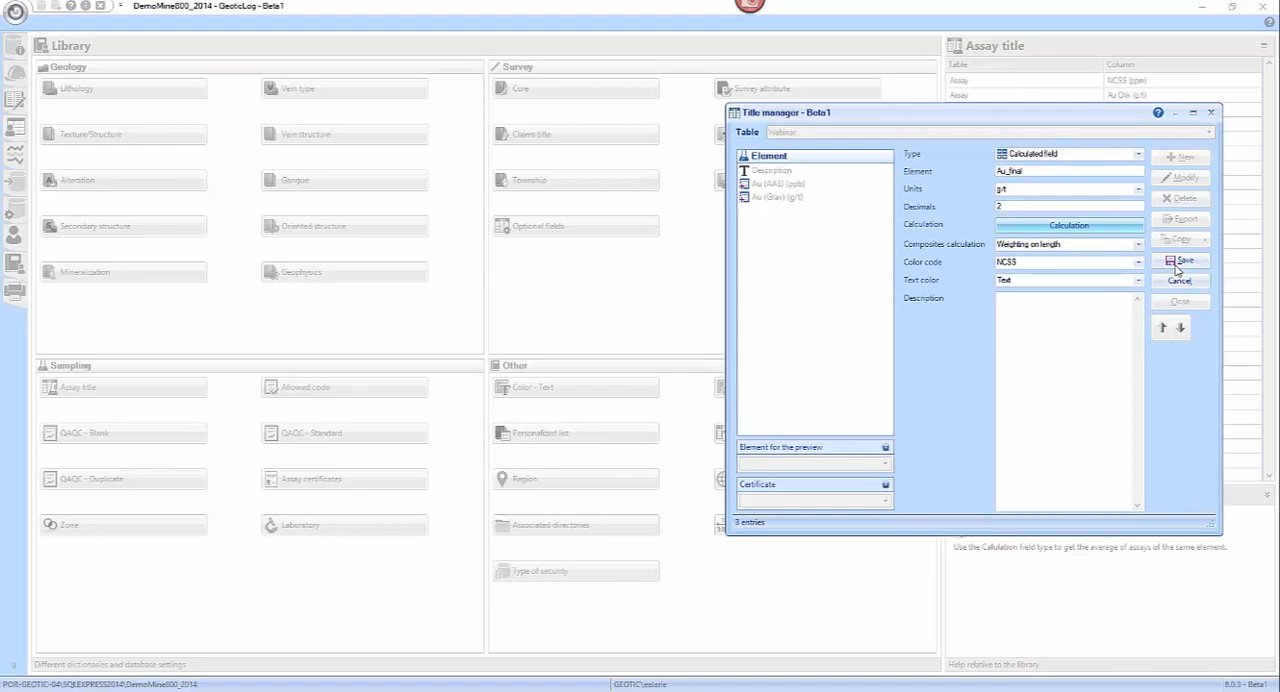 DemoMine800_2014 - GeoticLog - Beta1
Library
Geology
Lithology
Vein type
Texture/Structure
Vein structure
Alteration
Gangue
Secondary structure
Oriented structure
Mineralization
Geophysics
Survey
Core
Survey attribute
Claims title
Township
Optional fields
Sampling
Assay title
Allowed code
QAQC - Blank
QAQC - Standard
QAQC - Duplicate
Assay certificates
Zone
Laboratory
Other
Color - Text
Personalized list
Region
Associated directories
Type of security
Assay title
Table Column
Assay NCSS (ppm)
Assay Au Chk (g/t)
Title manager - Beta1
Table Webinar
Element
Description
Au (AAS) (ppb)
Au (Grav) (g/t)
Element for the preview
Certificate
3 entries
Type Calculated field
Element Au_final
Units g/t
Decimals 2
Calculation Calculation
Composites calculation Weighting on length
Color code NCSS
Text color Text
Description
New
Modify
Delete
Export
Copy
Save
Cancel
Close
Use the Calulation field type to get the average of assays of the same element.
Different dictionaries and database settings
Help relative to the library
POR-GEOTIC-04\SQLEXPRESS2014\DemoMine800_2014
8.0.3 - Beta1